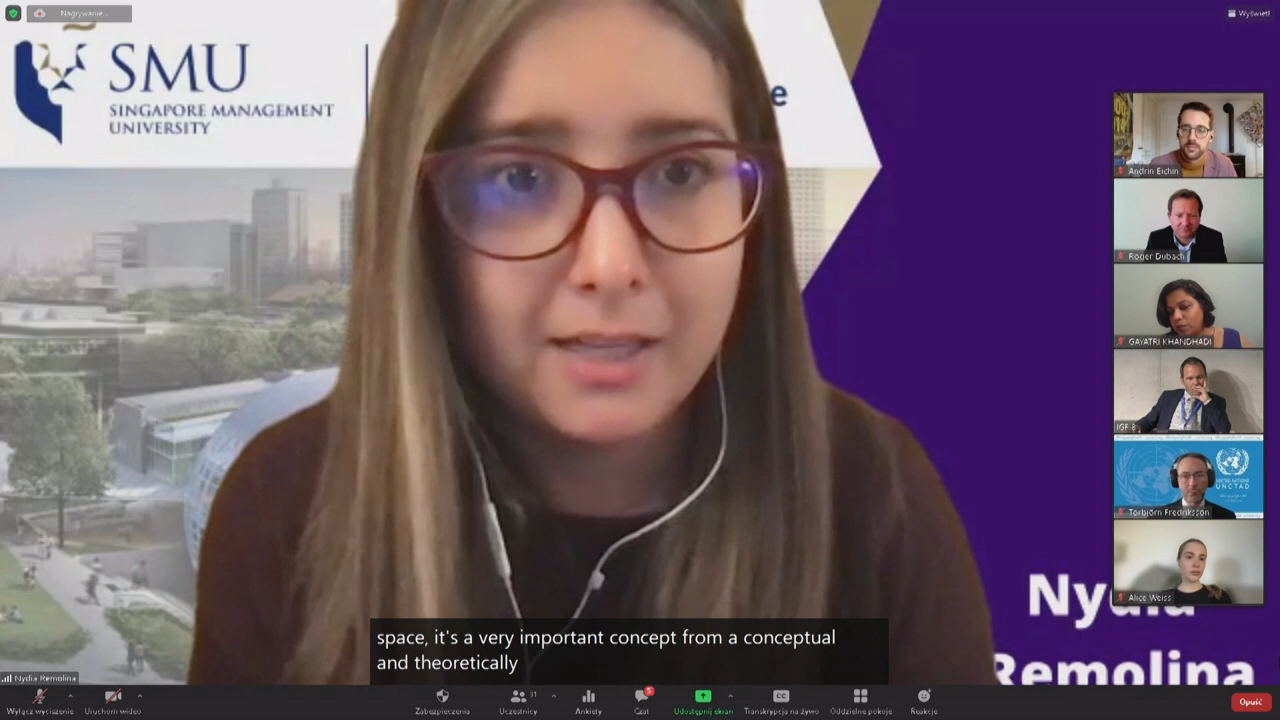 Nagrywanie...
Wyświetl
SMU
SINGAPORE MANAGEMENT
UNIVERSITY
e
Andrin Eichin
Roger Dubach
GAYATRI KHANDHADI
IGF
UNITED NATIONS
UNCTAD
Torbjörn Fredriksson
Alice Weiss
Nydia
Remolina
space, it's a very important concept from a conceptual
and theoretically
Nydia Remolina
Wyłącz wyciszenie
Uruchom wideo
Zabezpieczenia
Uczestnicy
31
Ankiety
Czat
5
Udostępnij ekran
CC
Transkrypcja na żywo
Oddzielne pokoje
Reakcje
Opuść